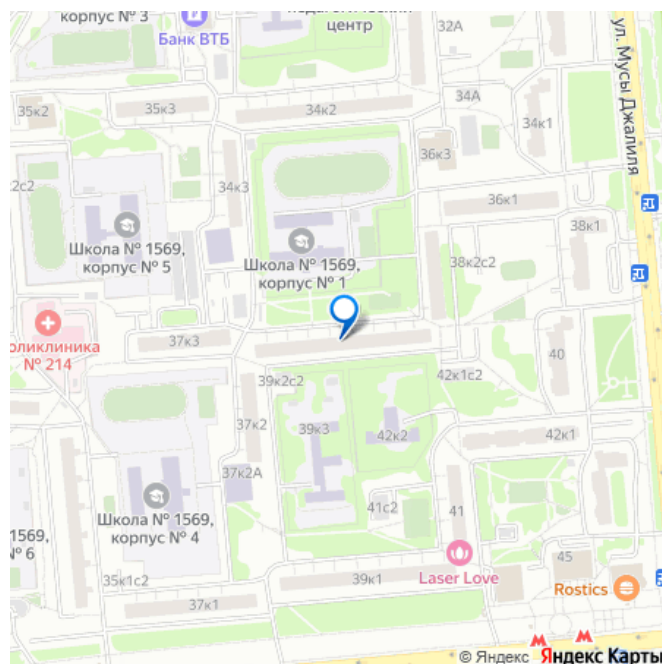 корпус № 3
Банк ВТБ
центр
32А
35к2
35к3
34к2
34А
34к1
ул. Мусы Джалиля
36к3
34к3
36к1
38к1
Школа № 1569,
корпус № 5
Школа № 1569,
корпус № 1
38к2с2
37к3
№ 214
40
39к2с2
42к1с2
37к2
39к3
42к2
42к1
37к2А
Школа № 1569,
корпус № 4
41с2
41
№ 6
45
Laser Love
Rostics
35к1с2
39к1
37к1
© Яндекс Яндекс Карты